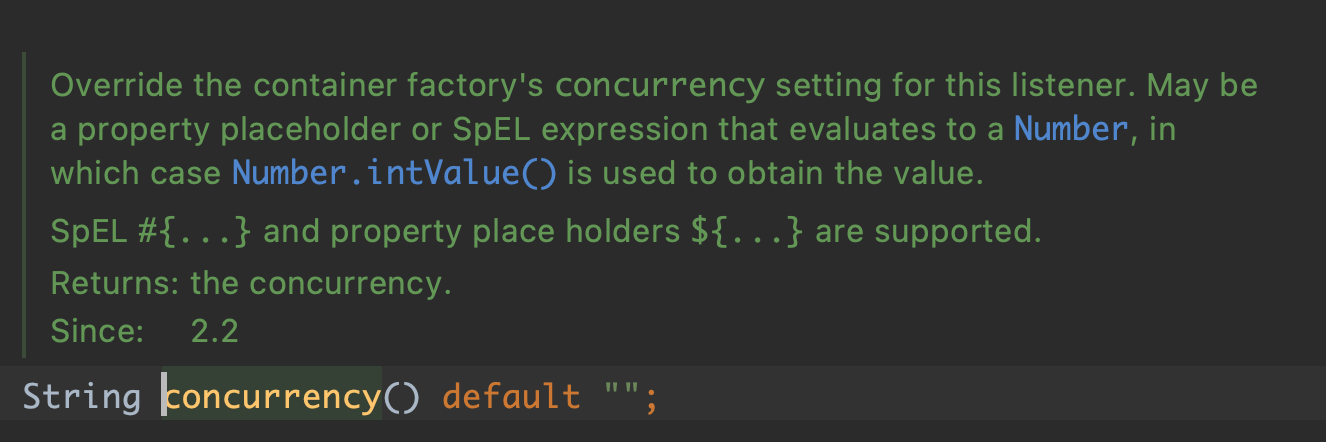 Override the container factory's concurrency setting for this listener. May be
a property placeholder or SpEL expression that evaluates to a Number, in
which case Number.intValue() is used to obtain the value.
SpEL #{...} and property place holders ${...} are supported.
Returns: the concurrency.
Since: 2.2
String concurrency() default "";